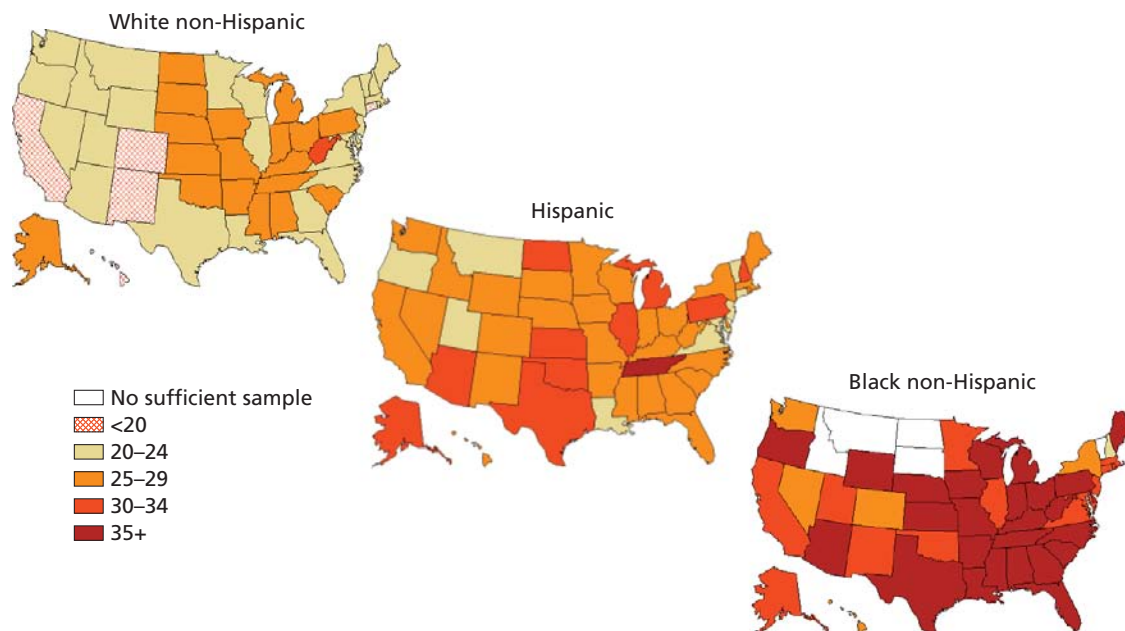 White non-Hispanic
Hispanic
Black non-Hispanic
No sufficient sample
<20
20–24
25–29
30–34
35+